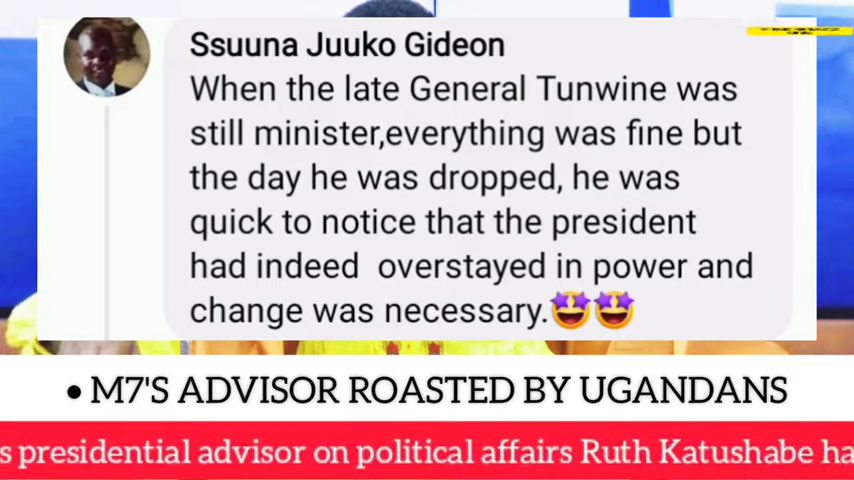 Ssuuna Juuko Gideon
When the late General Tunwine was
still minister,everything was fine but
the day he was dropped, he was
quick to notice that the president
had indeed overstayed in power and
change was necessary.🤩🤩
• M7'S ADVISOR ROASTED BY UGANDANS
s presidential advisor on political affairs Ruth Katushabe ha